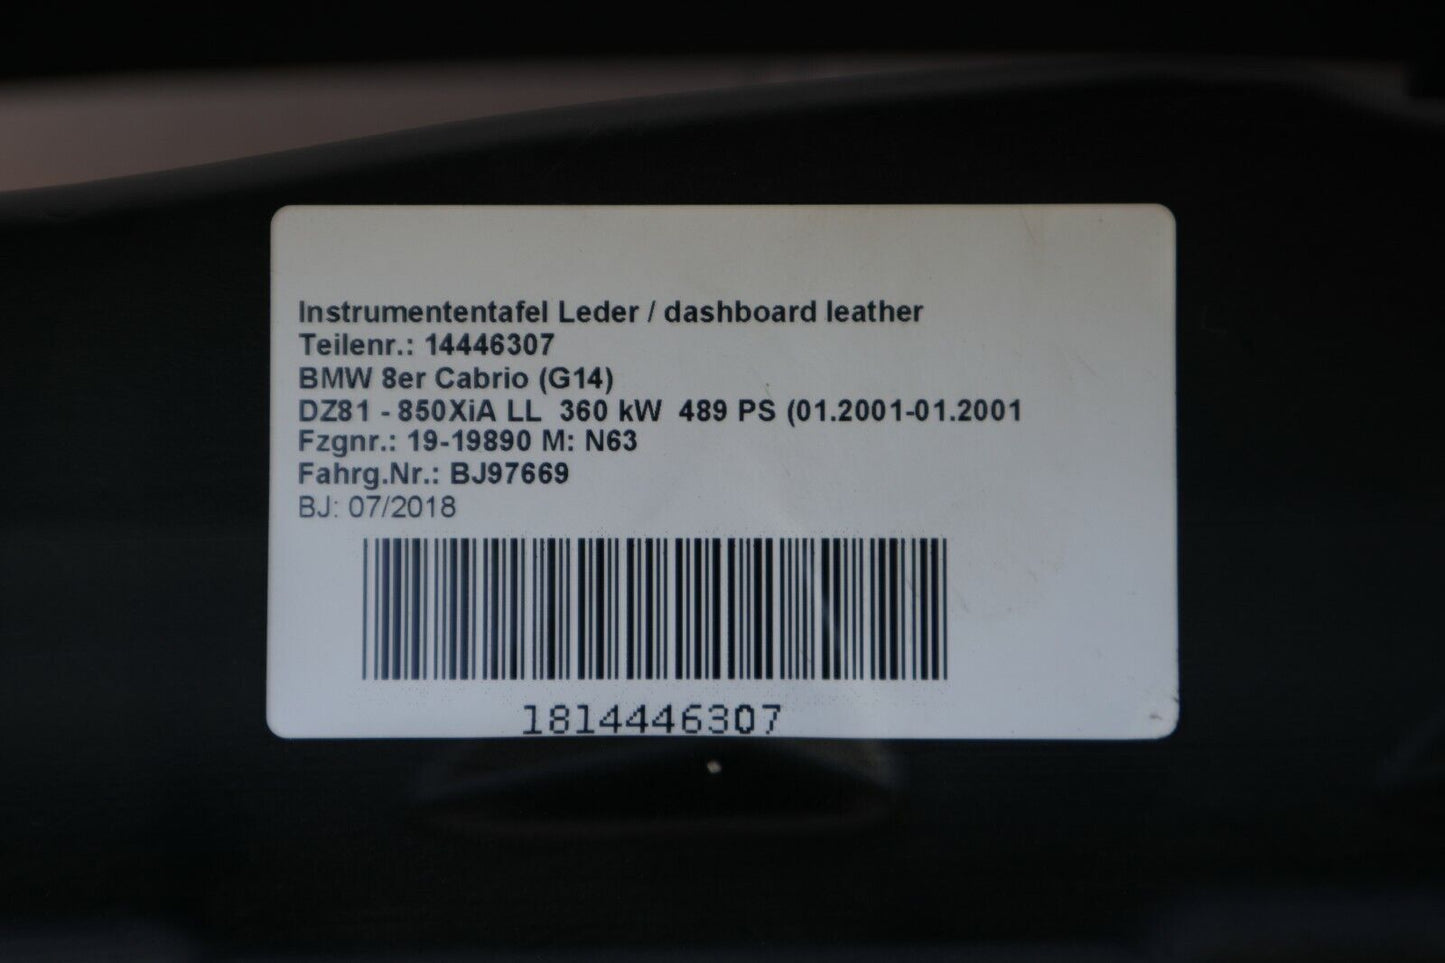 Instrumententafel Leder / dashboard leather
Teilenr.: 14446307
BMW 8er Cabrio (G14)
DZ81 - 850XiA LL  360 kW  489 PS (01.2001-01.2001
Fzgnr.: 19-19890 M: N63
Fahrg.Nr.: BJ97669
BJ: 07/2018
1814446307